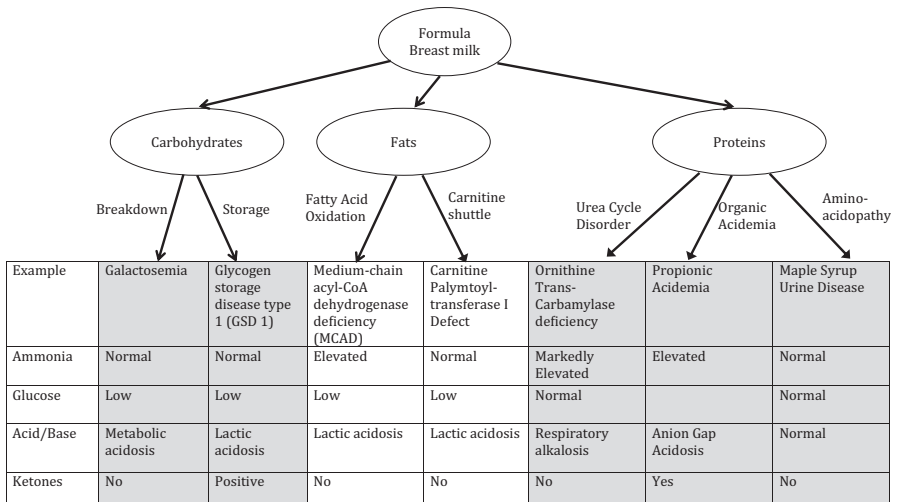 Formula
Breast milk
Carbohydrates
Fats
Proteins
Breakdown
Storage
Fatty Acid
Oxidation
Carnitine
shuttle
Urea Cycle
Disorder
Organic
Acidemia
Amino-
acidopathy
Example
Galactosemia
Glycogen
storage
disease type
1 (GSD 1)
Medium-chain
acyl-CoA
dehydrogenase
deficiency
(MCAD)
Carnitine
Palymtoyl-
transferase I
Defect
Ornithine
Trans-
Carbamylase
deficiency
Propionic
Acidemia
Maple Syrup
Urine Disease
Ammonia
Normal
Normal
Elevated
Normal
Markedly
Elevated
Elevated
Normal
Glucose
Low
Low
Low
Low
Normal
Normal
Acid/Base
Metabolic
acidosis
Lactic
acidosis
Lactic acidosis
Lactic acidosis
Respiratory
alkalosis
Anion Gap
Acidosis
Normal
Ketones
No
Positive
No
No
No
Yes
No